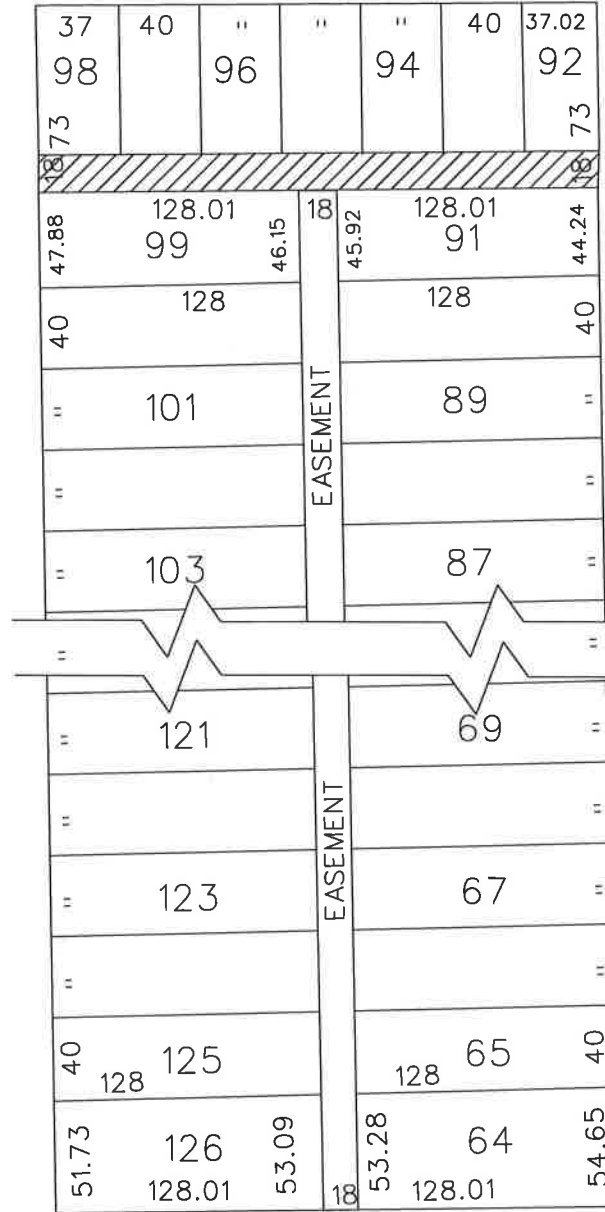 37 40 " " " 40 37.02
98 96 94 92
73 73
18 18
128.01 18 128.01
47.88 99 46.15 45.92 91 44.24
128 128
40 40
" 101 EASEMENT 89 "
" "
" 103 87 "
" "
" 121 69 "
" "
" 123 EASEMENT 67 "
" "
40 125 65 40
128 128
51.73 126 53.09 53.28 64 54.65
128.01 18 128.01